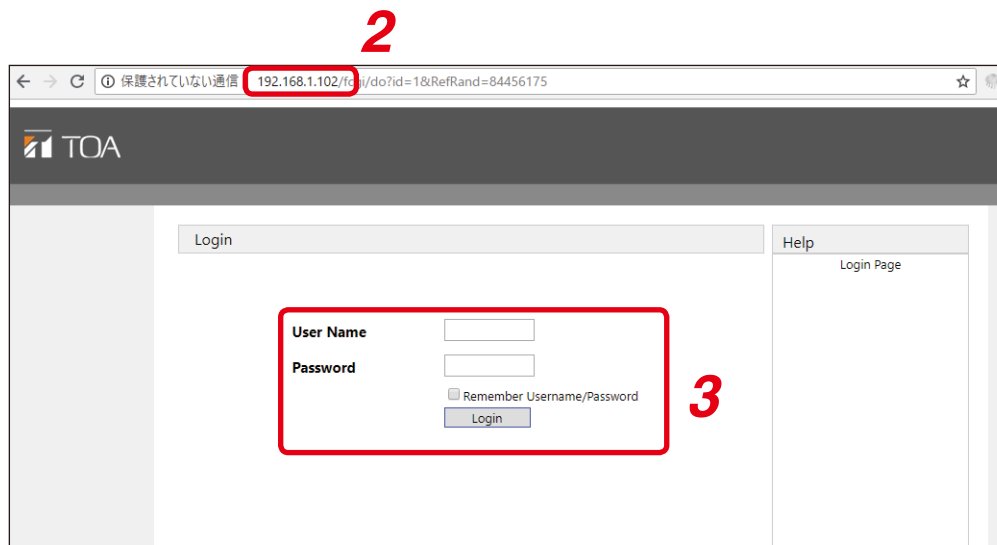 2
保護されていない通信 192.168.1.102/fcgi/do?id=1&RefRand=84456175
TOA
Login
Help
Login Page
User Name
Password
Remember Username/Password
Login
3